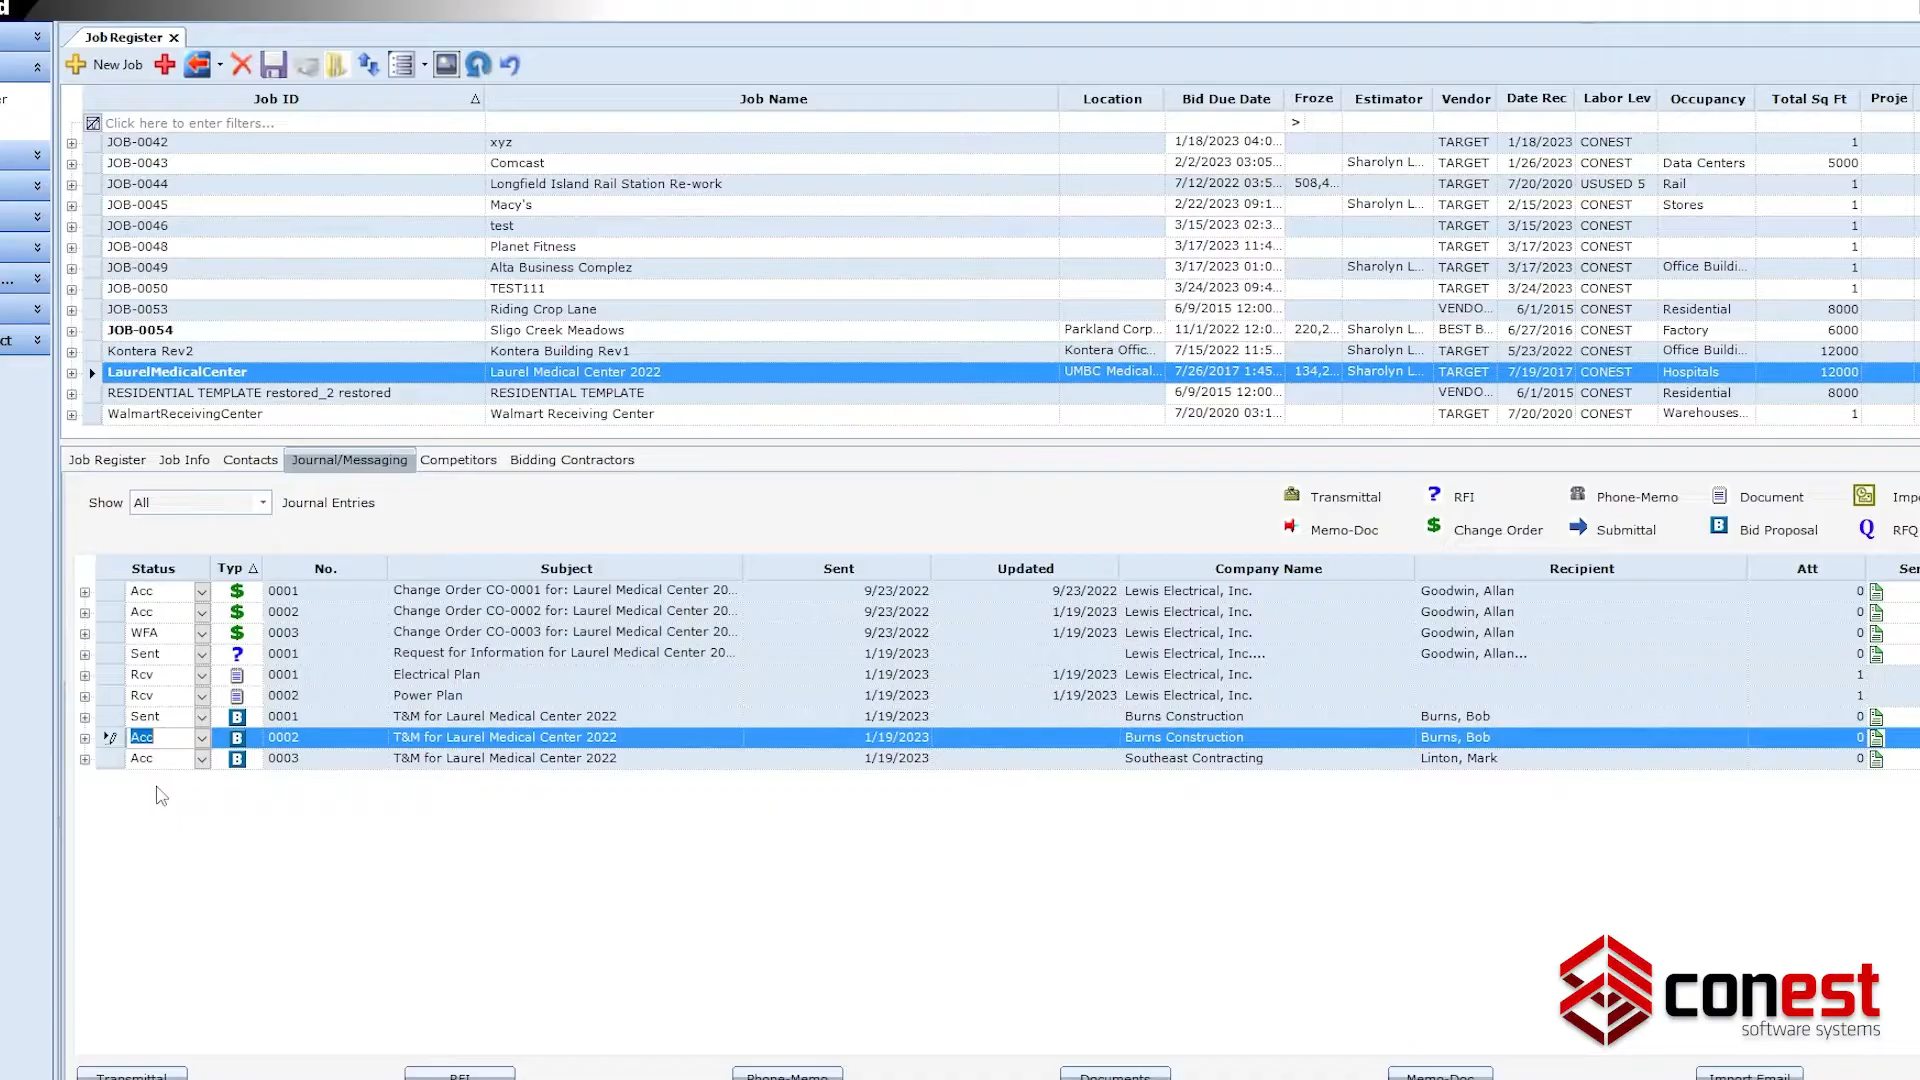 d
Job Register
New Job
er
ct
Job ID Job Name Location Bid Due Date Froze Estimator Vendor Date Rec Labor Lev Occupancy Total Sq Ft Proje
Click here to enter filters... >
JOB-0042 xyz 1/18/2023 04:0... TARGET 1/18/2023 CONEST 1
JOB-0043 Comcast 2/2/2023 03:05... Sharolyn L... TARGET 1/26/2023 CONEST Data Centers 5000
JOB-0044 Longfield Island Rail Station Re-work 7/12/2022 03:5... 508,4... TARGET 7/20/2020 USUSED 5 Rail 1
JOB-0045 Macy's 2/22/2023 09:1... Sharolyn L... TARGET 2/15/2023 CONEST Stores 1
JOB-0046 test 3/15/2023 02:3... TARGET 3/15/2023 CONEST 1
JOB-0048 Planet Fitness 3/17/2023 11:4... TARGET 3/17/2023 CONEST 1
JOB-0049 Alta Business Complez 3/17/2023 01:0... Sharolyn L... TARGET 3/17/2023 CONEST Office Buildi... 1
JOB-0050 TEST111 3/24/2023 09:4... TARGET 3/24/2023 CONEST 1
JOB-0053 Riding Crop Lane 6/9/2015 12:00... VENDO... 6/1/2015 CONEST Residential 8000
JOB-0054 Sligo Creek Meadows Parkland Corp... 11/1/2022 12:0... 220,2... Sharolyn L... BEST B... 6/27/2016 CONEST Factory 6000
Kontera Rev2 Kontera Building Rev1 Kontera Offic... 7/15/2022 11:5... Sharolyn L... TARGET 5/23/2022 CONEST Office Buildi... 12000
LaurelMedicalCenter Laurel Medical Center 2022 UMBC Medical... 7/26/2017 1:45... 134,2... Sharolyn L... TARGET 7/19/2017 CONEST Hospitals 12000
RESIDENTIAL TEMPLATE restored_2 restored RESIDENTIAL TEMPLATE 6/9/2015 12:00... VENDO... 6/1/2015 CONEST Residential 8000
WalmartReceivingCenter Walmart Receiving Center 7/20/2020 03:1... TARGET 7/20/2020 CONEST Warehouses... 1
Job Register Job Info Contacts Journal/Messaging Competitors Bidding Contractors
Show All Journal Entries
Transmittal ? RFI Phone-Memo Document Impo
Memo-Doc $ Change Order Submittal B Bid Proposal Q RFQ
Status Typ No. Subject Sent Updated Company Name Recipient Att Ser
Acc $ 0001 Change Order CO-0001 for: Laurel Medical Center 20... 9/23/2022 9/23/2022 Lewis Electrical, Inc. Goodwin, Allan 0
Acc $ 0002 Change Order CO-0002 for: Laurel Medical Center 20... 9/23/2022 1/19/2023 Lewis Electrical, Inc. Goodwin, Allan 0
WFA $ 0003 Change Order CO-0003 for: Laurel Medical Center 20... 9/23/2022 1/19/2023 Lewis Electrical, Inc. Goodwin, Allan 0
Sent ? 0001 Request for Information for Laurel Medical Center 20... 1/19/2023 Lewis Electrical, Inc.... Goodwin, Allan... 0
Rcv 0001 Electrical Plan 1/19/2023 Lewis Electrical, Inc. 1
Rcv 0002 Power Plan 1/19/2023 1/19/2023 Lewis Electrical, Inc. 1
Sent B 0001 T&M for Laurel Medical Center 2022 1/19/2023 Burns Construction Burns, Bob 0
Acc B 0002 T&M for Laurel Medical Center 2022 1/19/2023 Burns Construction Burns, Bob 0
Acc B 0003 T&M for Laurel Medical Center 2022 1/19/2023 Southeast Contracting Linton, Mark 0
conest
software systems
Transmittal RFI Phone-Memo Documents Memo-Doc Import Email